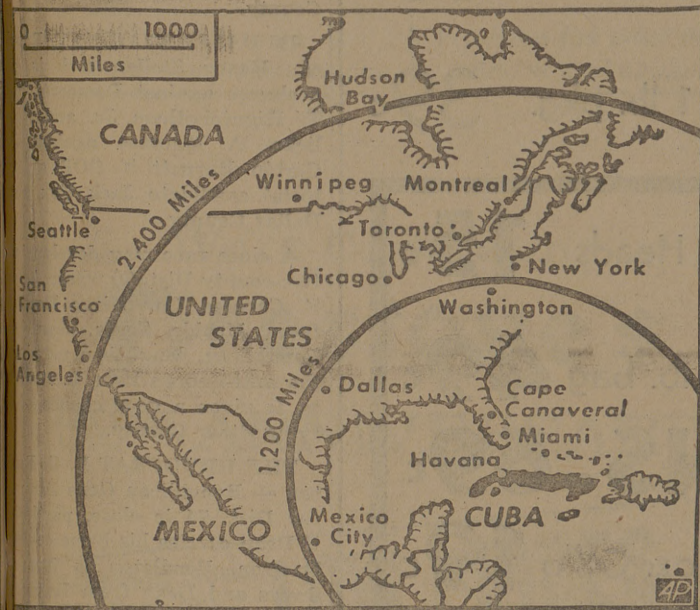 0 1000
Miles
Hudson
Bay
CANADA
2,400 Miles
Winnipeg
Montreal
Seattle
Toronto
San
Francisco
Chicago
New York
UNITED
STATES
Washington
Los
Angeles
1,200 Miles
Dallas
Cape
Canaveral
Miami
Havana
Mexico
City
MEXICO
CUBA
AP